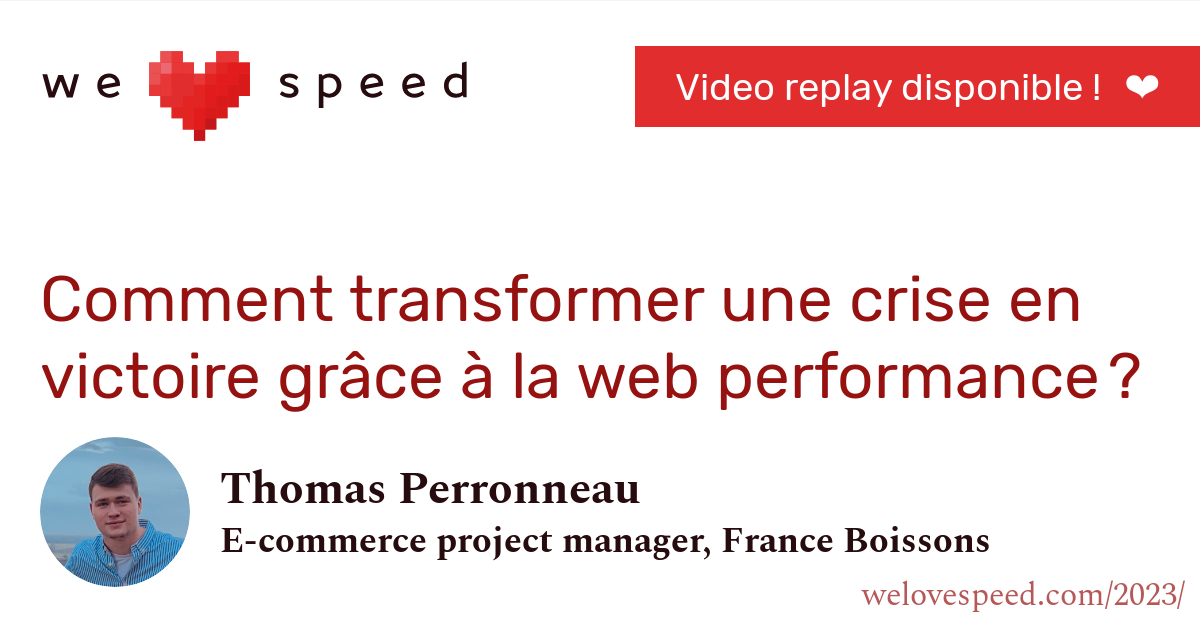 we speed
Video replay disponible ! ❤
Comment transformer une crise en
victoire grâce à la web performance ?
Thomas Perronneau
E-commerce project manager, France Boissons
welovespeed.com/2023/